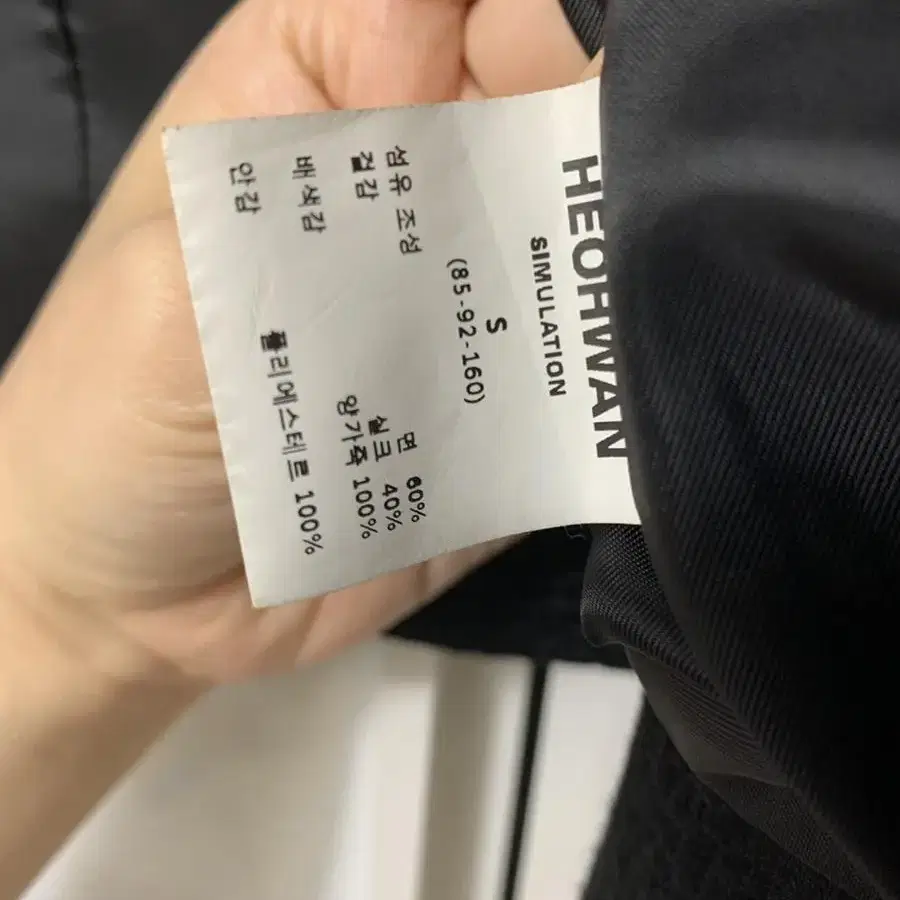 HEOHWAN
SIMULATION
S
(85-92-160)
섬유 조성
겉감 면 60%
실크 40%
배색감 양가죽 100%
안감 폴리에스테르 100%